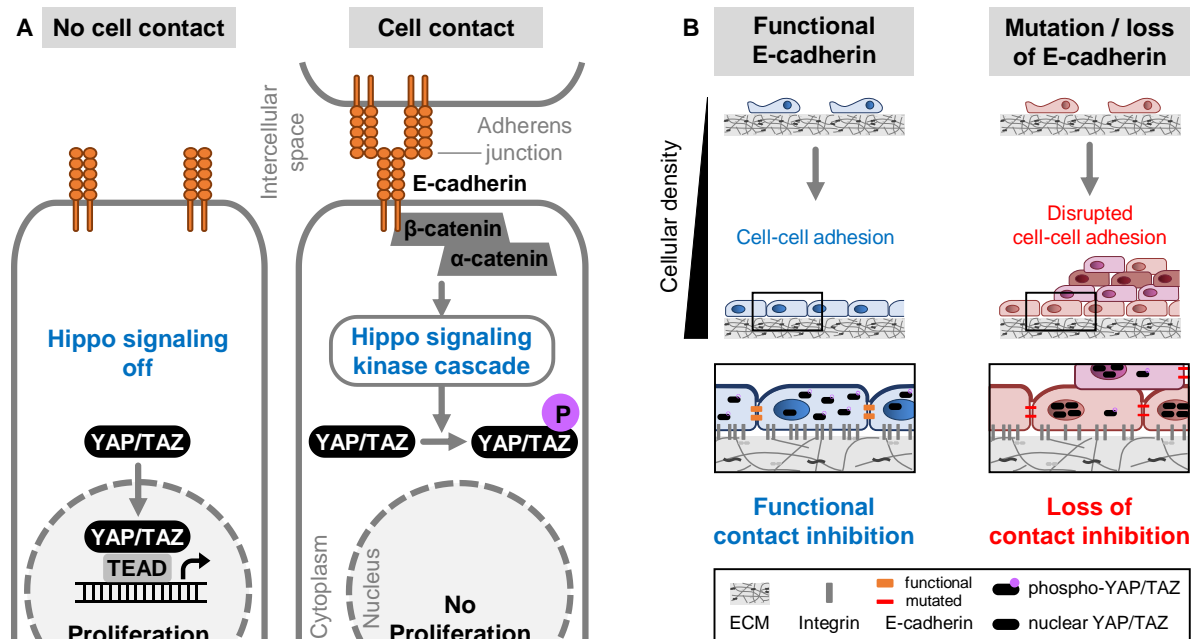 A
No cell contact
Cell contact
Intercellular
space
Adherens
junction
E-cadherin
β-catenin
α-catenin
Hippo signaling
off
Hippo signaling
kinase cascade
P
YAP/TAZ
YAP/TAZ
YAP/TAZ
YAP/TAZ
TEAD
Cytoplasm
Nucleus
Proliferation
No
Proliferation
B
Functional
E-cadherin
Mutation / loss
of E-cadherin
Cellular density
Cell-cell adhesion
Disrupted
cell-cell adhesion
Functional
contact inhibition
Loss of
contact inhibition
ECM
Integrin
functional
mutated
E-cadherin
phospho-YAP/TAZ
nuclear YAP/TAZ